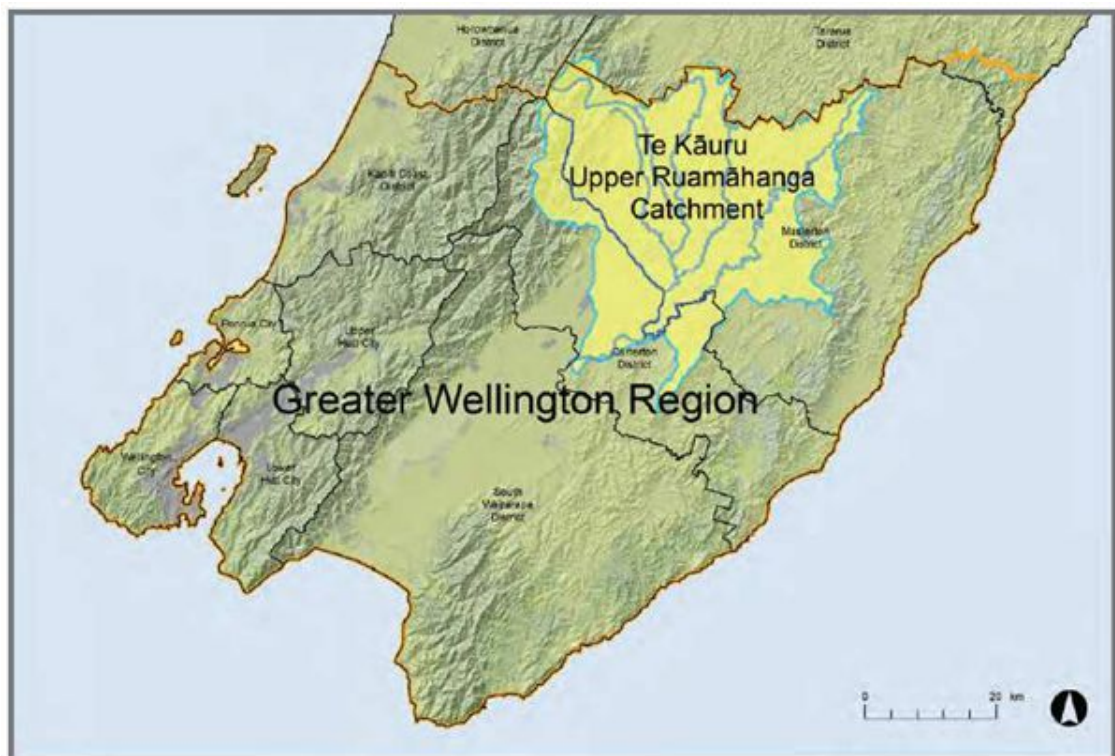 Horowhenua
District
Tararua
District
Te Kāuru
Upper Ruamāhanga
Catchment
Kapiti Coast
District
Masterton
District
Porirua City
Upper
Hutt City
Carterton
District
Greater Wellington Region
Wellington
City
Lower
Hutt City
South
Wairarapa
District
0
20 km